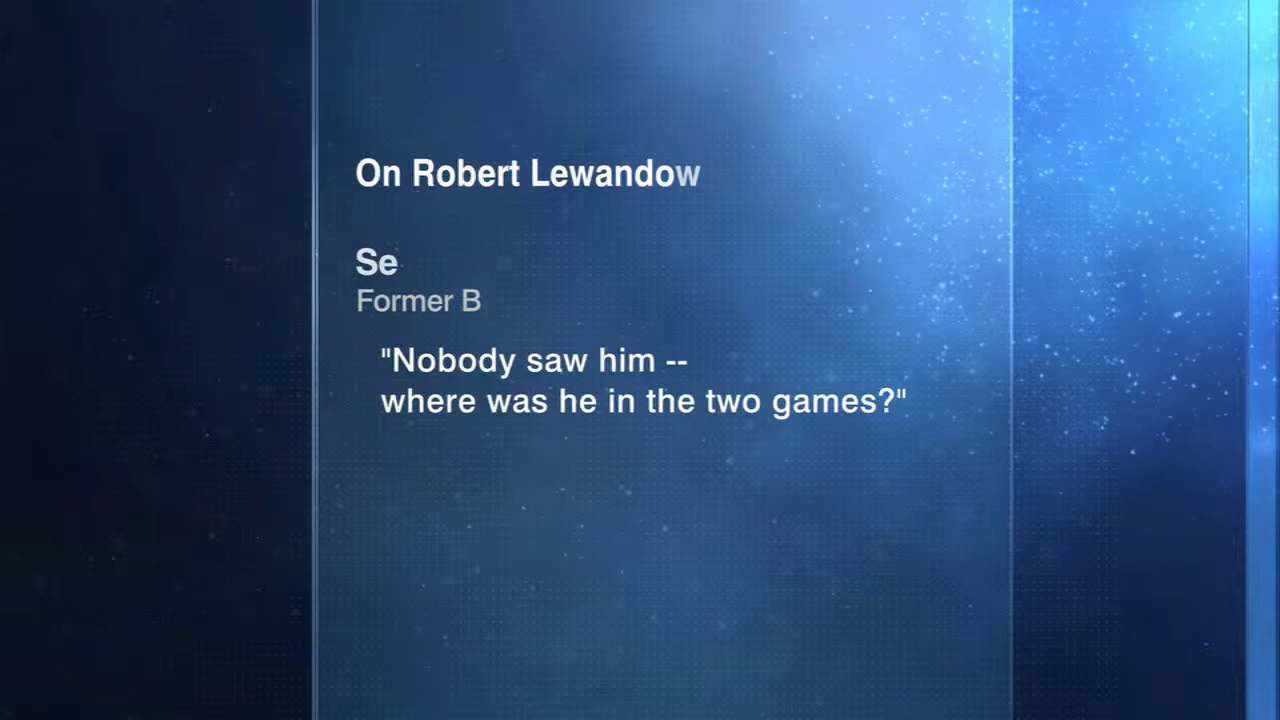 On Robert Lewandow
Se
Former B
"Nobody saw him --
where was he in the two games?"